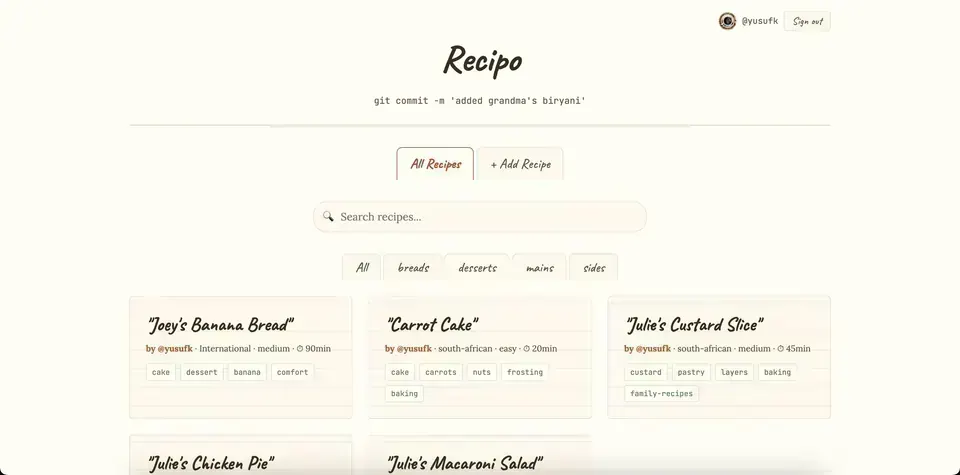 @yusufk Sign out
Recipo
git commit -m 'added grandma's biryani'
All Recipes + Add Recipe
🔍 Search recipes...
All breads desserts mains sides
"Joey's Banana Bread"
by @yusufk · International · medium · ⏱ 90min
cake dessert banana comfort
"Carrot Cake"
by @yusufk · south-african · easy · ⏱ 20min
cake carrots nuts frosting
baking
"Julie's Custard Slice"
by @yusufk · south-african · medium · ⏱ 45min
custard pastry layers baking
family-recipes
"Julie's Chicken Pie"
"Julie's Macaroni Salad"